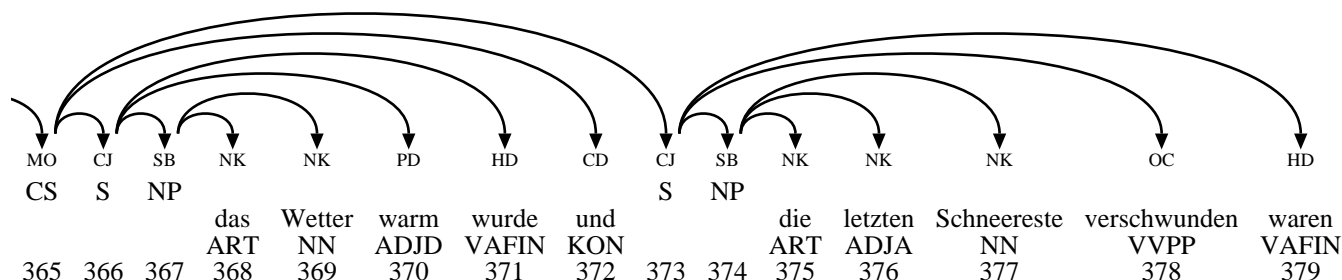 MO CJ SB NK NK PD HD CD CJ SB NK NK NK OC HD
CS S NP S NP
das Wetter warm wurde und die letzten Schneereste verschwunden waren
ART NN ADJD VAFIN KON ART ADJA NN VVPP VAFIN
365 366 367 368 369 370 371 372 373 374 375 376 377 378 379